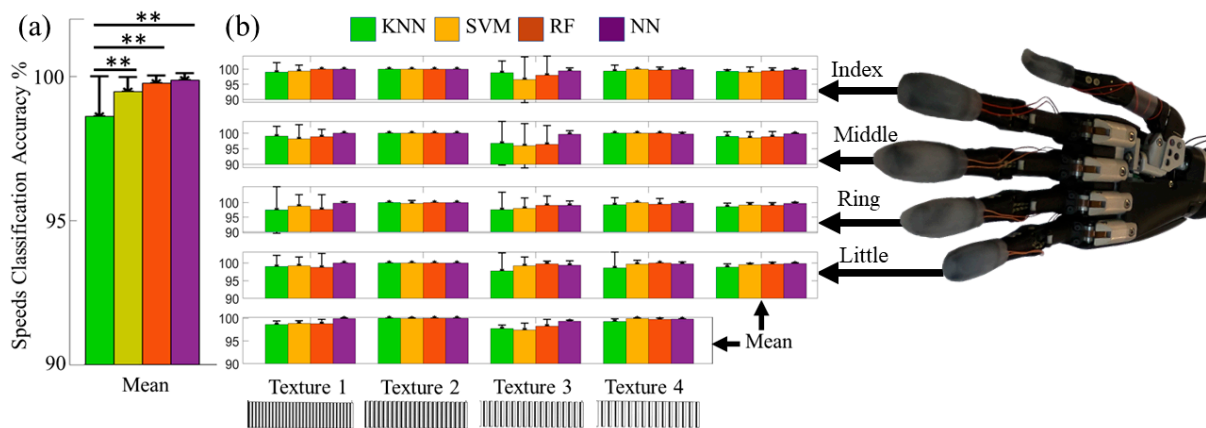 (a)
Speeds Classification Accuracy %
100
95
90
**
**
**
Mean
(b)
KNN SVM RF NN
100
95
90
Index
100
95
90
Middle
100
95
90
Ring
100
95
90
Little
100
95
90
Mean
Texture 1 Texture 2 Texture 3 Texture 4